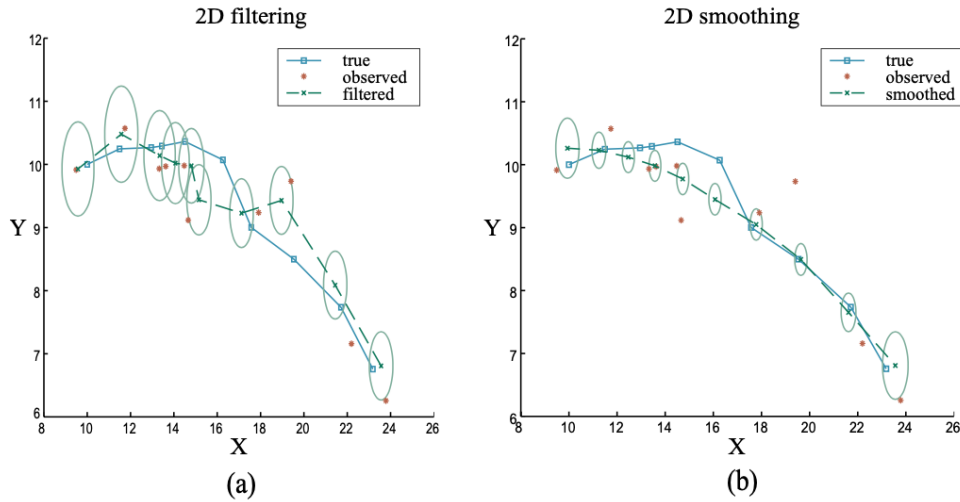 2D filtering
12
11
10
9
8
7
6
Y
true
observed
filtered
8 10 12 14 16 18 20 22 24 26
X
(a)
2D smoothing
12
11
10
9
8
7
6
Y
true
observed
smoothed
8 10 12 14 16 18 20 22 24 26
X
(b)